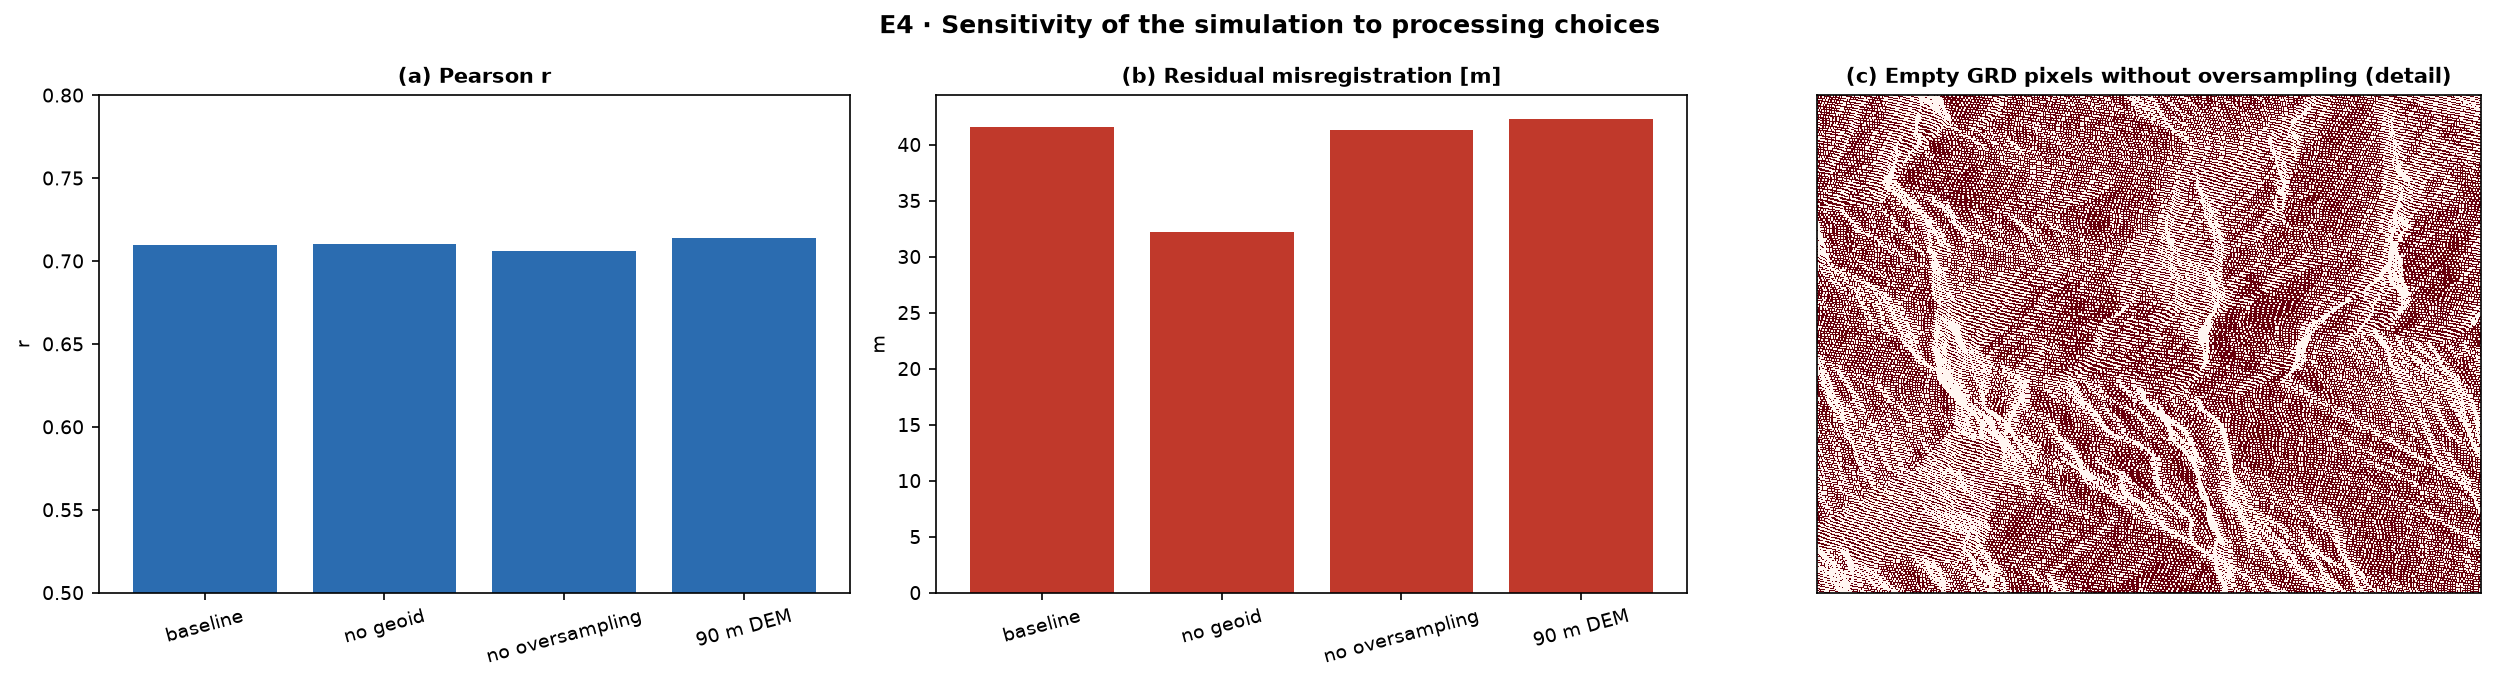 E4 · Sensitivity of the simulation to processing choices
(a) Pearson r
0.80
0.75
0.70
0.65
0.60
0.55
0.50
r
baseline
no geoid
no oversampling
90 m DEM
(b) Residual misregistration [m]
40
35
30
25
20
15
10
5
0
m
baseline
no geoid
no oversampling
90 m DEM
(c) Empty GRD pixels without oversampling (detail)